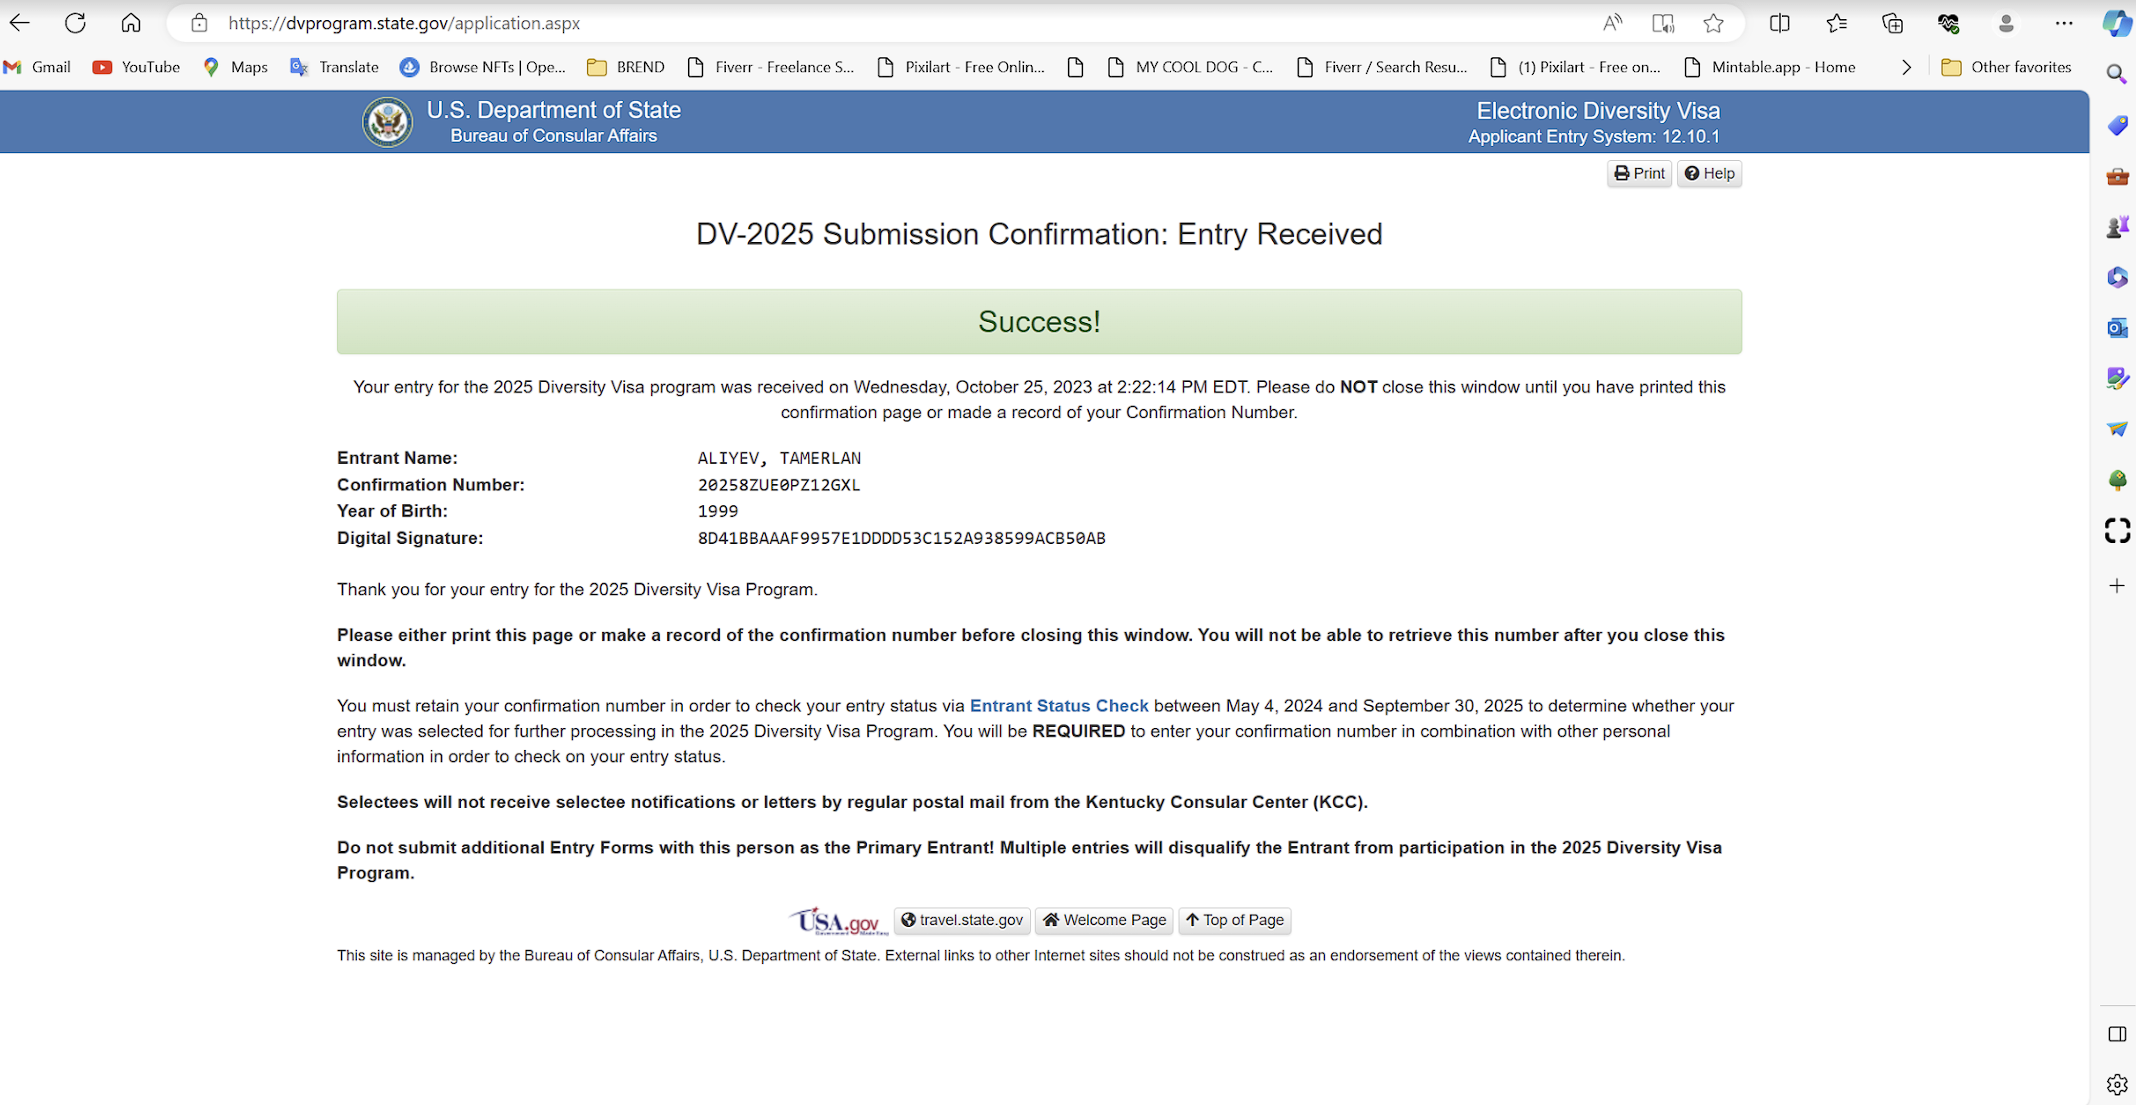 https://dvprogram.state.gov/application.aspx
Gmail YouTube Maps Translate Browse NFTs | Ope... BREND Fiverr - Freelance S... Pixilart - Free Onlin... MY COOL DOG - C... Fiverr / Search Resu... (1) Pixilart - Free on... Mintable.app - Home Other favorites
U.S. Department of State
Bureau of Consular Affairs
Electronic Diversity Visa
Applicant Entry System: 12.10.1
Print Help
DV-2025 Submission Confirmation: Entry Received
Success!
Your entry for the 2025 Diversity Visa program was received on Wednesday, October 25, 2023 at 2:22:14 PM EDT. Please do NOT close this window until you have printed this
confirmation page or made a record of your Confirmation Number.
Entrant Name: ALIYEV, TAMERLAN
Confirmation Number: 20258ZUE0PZ12GXL
Year of Birth: 1999
Digital Signature: 8D41BBAAAF9957E1DDDD53C152A938599ACB50AB
Thank you for your entry for the 2025 Diversity Visa Program.
Please either print this page or make a record of the confirmation number before closing this window. You will not be able to retrieve this number after you close this
window.
You must retain your confirmation number in order to check your entry status via Entrant Status Check between May 4, 2024 and September 30, 2025 to determine whether your
entry was selected for further processing in the 2025 Diversity Visa Program. You will be REQUIRED to enter your confirmation number in combination with other personal
information in order to check on your entry status.
Selectees will not receive selectee notifications or letters by regular postal mail from the Kentucky Consular Center (KCC).
Do not submit additional Entry Forms with this person as the Primary Entrant! Multiple entries will disqualify the Entrant from participation in the 2025 Diversity Visa
Program.
USA.gov travel.state.gov Welcome Page Top of Page
This site is managed by the Bureau of Consular Affairs, U.S. Department of State. External links to other Internet sites should not be construed as an endorsement of the views contained therein.